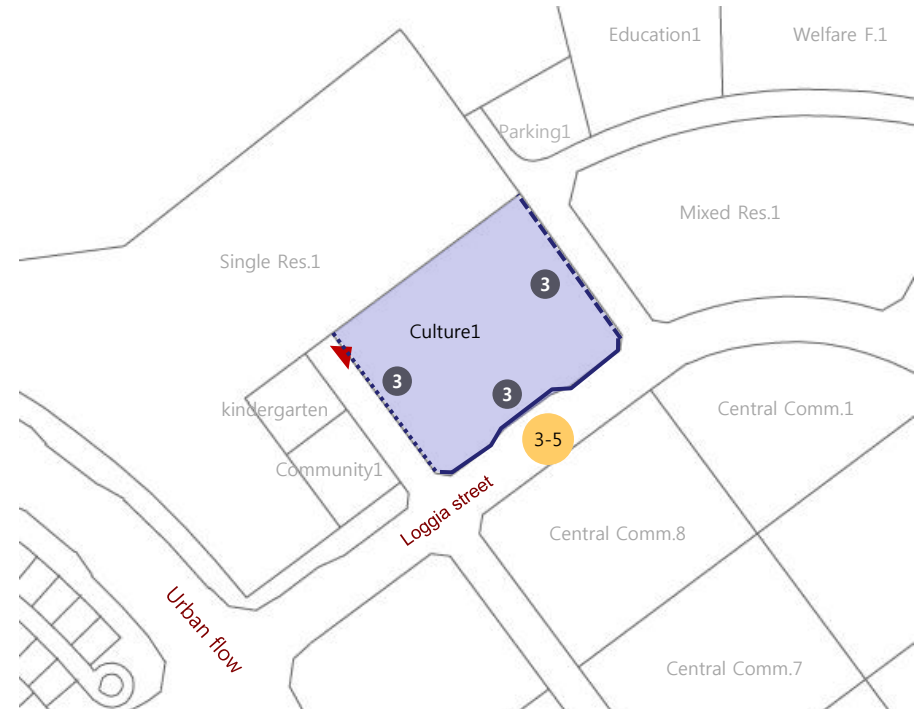 Education1
Welfare F.1
Parking1
Mixed Res.1
Single Res.1
3
Culture1
3
3
kindergarten
Central Comm.1
3-5
Community1
Loggia street
Central Comm.8
Urban flow
Central Comm.7